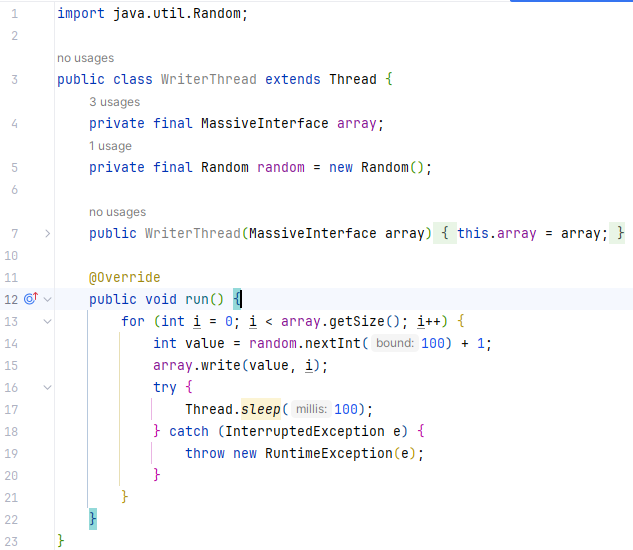 1 import java.util.Random;
2
no usages
3 public class WriterThread extends Thread {
3 usages
4 private final MassiveInterface array;
1 usage
5 private final Random random = new Random();
6
no usages
7 public WriterThread(MassiveInterface array) { this.array = array; }
10
11 @Override
12 public void run() {
13 for (int i = 0; i < array.getSize(); i++) {
14 int value = random.nextInt( bound: 100) + 1;
15 array.write(value, i);
16 try {
17 Thread.sleep( millis: 100);
18 } catch (InterruptedException e) {
19 throw new RuntimeException(e);
20 }
21 }
22 }
23 }